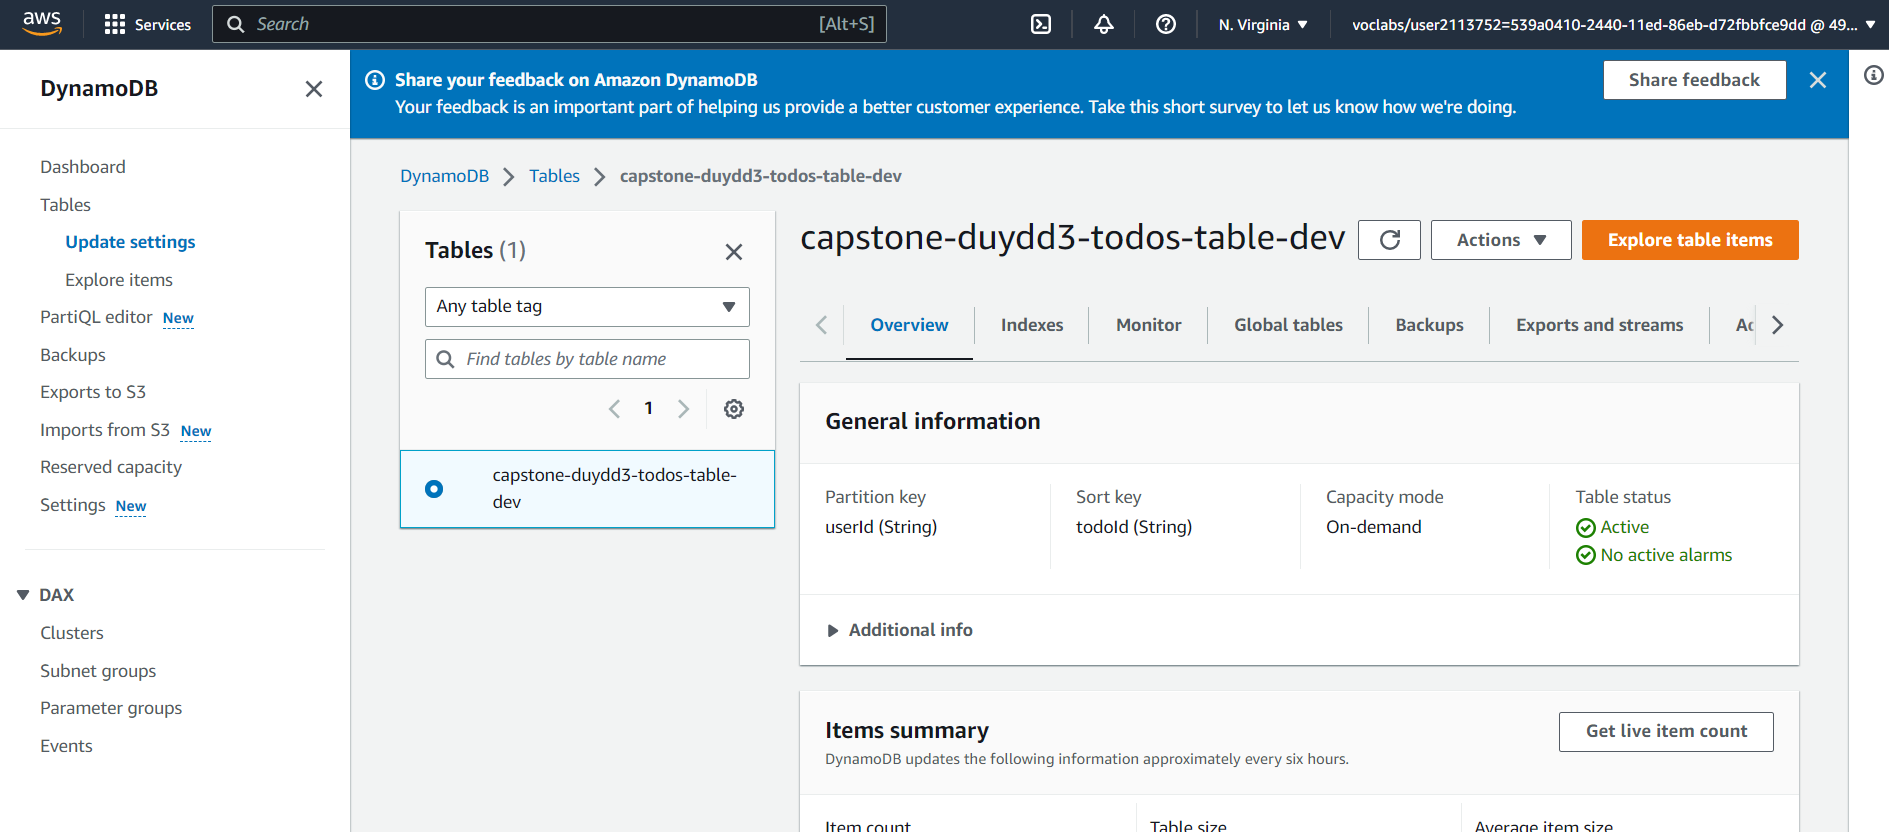 aws
Services
Search
[Alt+S]
N. Virginia
voclabs/user2113752=539a0410-2440-11ed-86eb-d72fbbfce9dd @ 49...
DynamoDB
Dashboard
Tables
Update settings
Explore items
PartiQL editor New
Backups
Exports to S3
Imports from S3 New
Reserved capacity
Settings New
DAX
Clusters
Subnet groups
Parameter groups
Events
Share your feedback on Amazon DynamoDB
Your feedback is an important part of helping us provide a better customer experience. Take this short survey to let us know how we're doing.
Share feedback
DynamoDB
Tables
capstone-duydd3-todos-table-dev
Tables (1)
Any table tag
Find tables by table name
1
capstone-duydd3-todos-table-
dev
capstone-duydd3-todos-table-dev
Actions
Explore table items
Overview
Indexes
Monitor
Global tables
Backups
Exports and streams
General information
Partition key
userId (String)
Sort key
todoId (String)
Capacity mode
On-demand
Table status
Active
No active alarms
Additional info
Items summary
DynamoDB updates the following information approximately every six hours.
Get live item count
Item count
Table size
Average item size